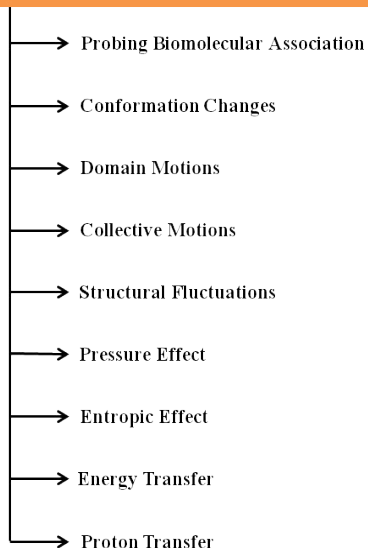 Probing Biomolecular Association
Conformation Changes
Domain Motions
Collective Motions
Structural Fluctuations
Pressure Effect
Entropic Effect
Energy Transfer
Proton Transfer